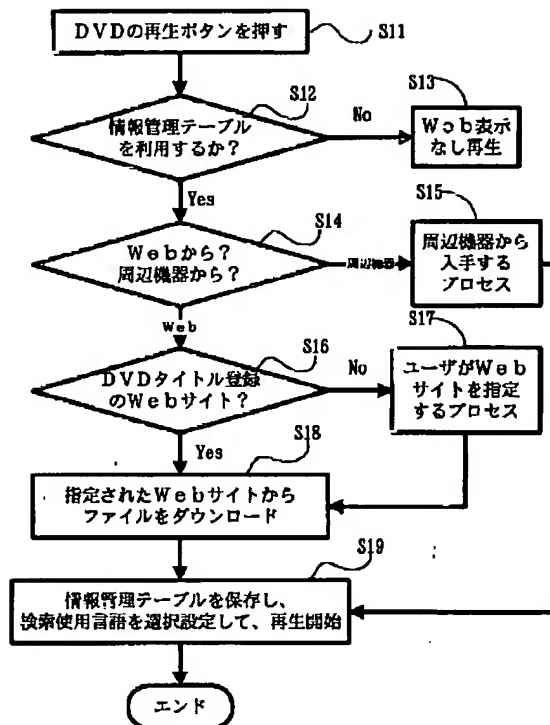 DVDの再生ボタンを押す
S11
S12
情報管理テーブル
を利用するか？
No
S13
Web表示
なし再生
Yes
S14
Webから？
周辺機器から？
周辺機器
S15
周辺機器から
入手する
プロセス
Web
S16
DVDタイトル登録
のWebサイト？
No
S17
ユーザがWeb
サイトを指定
するプロセス
Yes
S18
指定されたWebサイトから
ファイルをダウンロード
S19
情報管理テーブルを保存し、
検索使用言語を選択設定して、再生開始
エンド